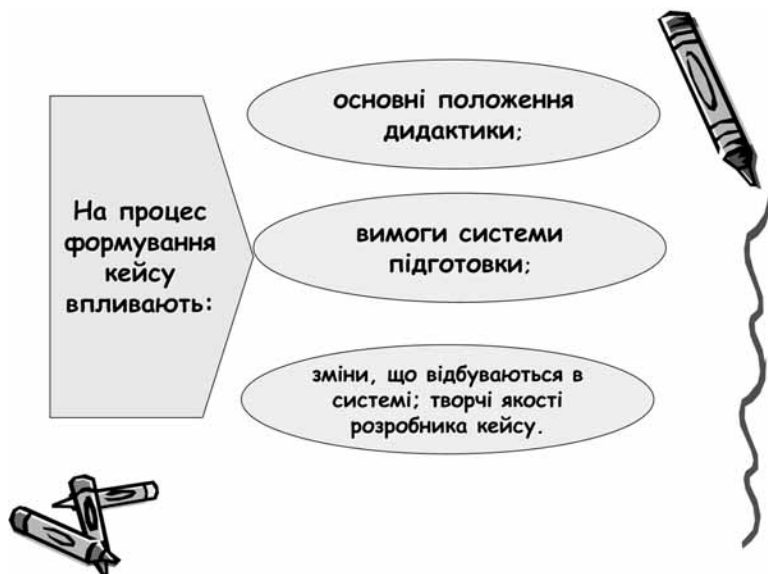 На процес
формування
кейсу
впливають:
основні положення
дидактики;
вимоги системи
підготовки;
зміни, що відбуваються в
системі; творчі якості
розробника кейсу.